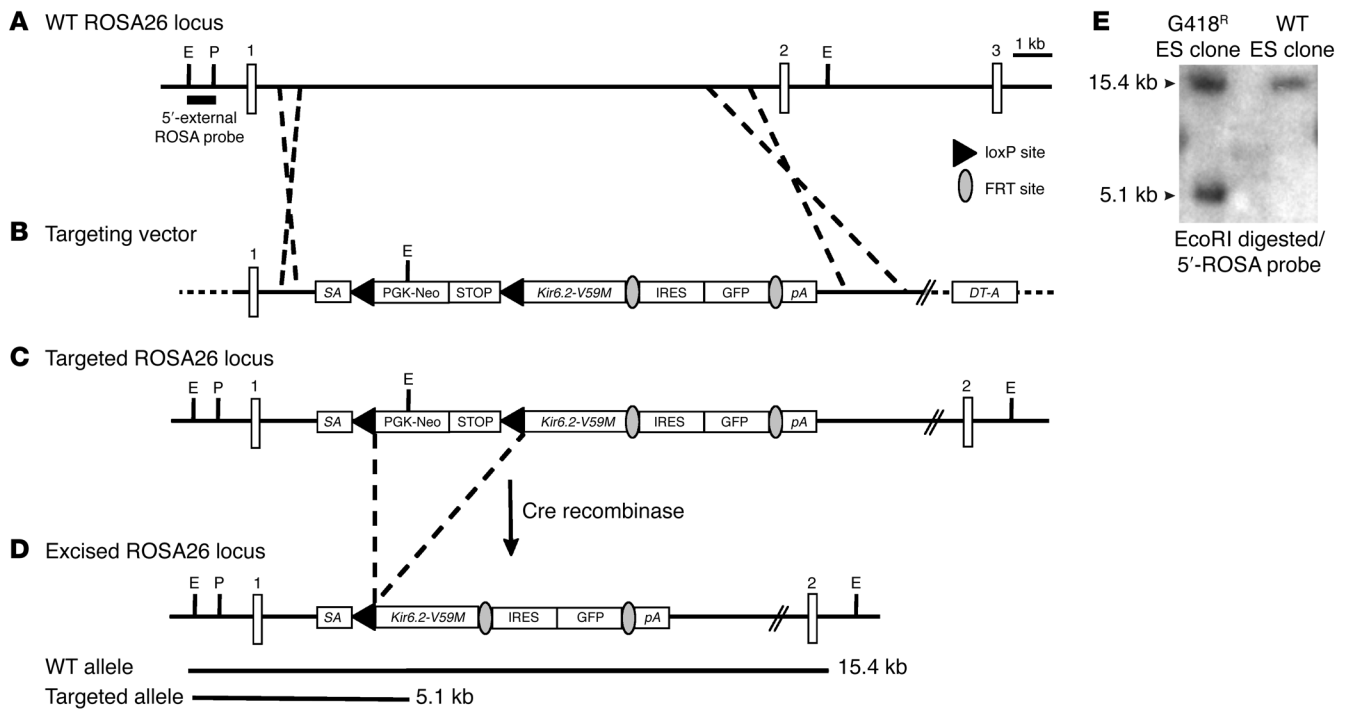 A WT ROSA26 locus
E P 1 2 E 3 1 kb
5′-external
ROSA probe
loxP site
FRT site
B Targeting vector
1 E
SA PGK-Neo STOP Kir6.2-V59M IRES GFP pA DT-A
C Targeted ROSA26 locus
E P 1 E 2 E
SA PGK-Neo STOP Kir6.2-V59M IRES GFP pA
Cre recombinase
D Excised ROSA26 locus
E P 1 2 E
SA Kir6.2-V59M IRES GFP pA
WT allele 15.4 kb
Targeted allele 5.1 kb
E G418ᴿ WT
ES clone ES clone
15.4 kb
5.1 kb
EcoRI digested/
5′-ROSA probe